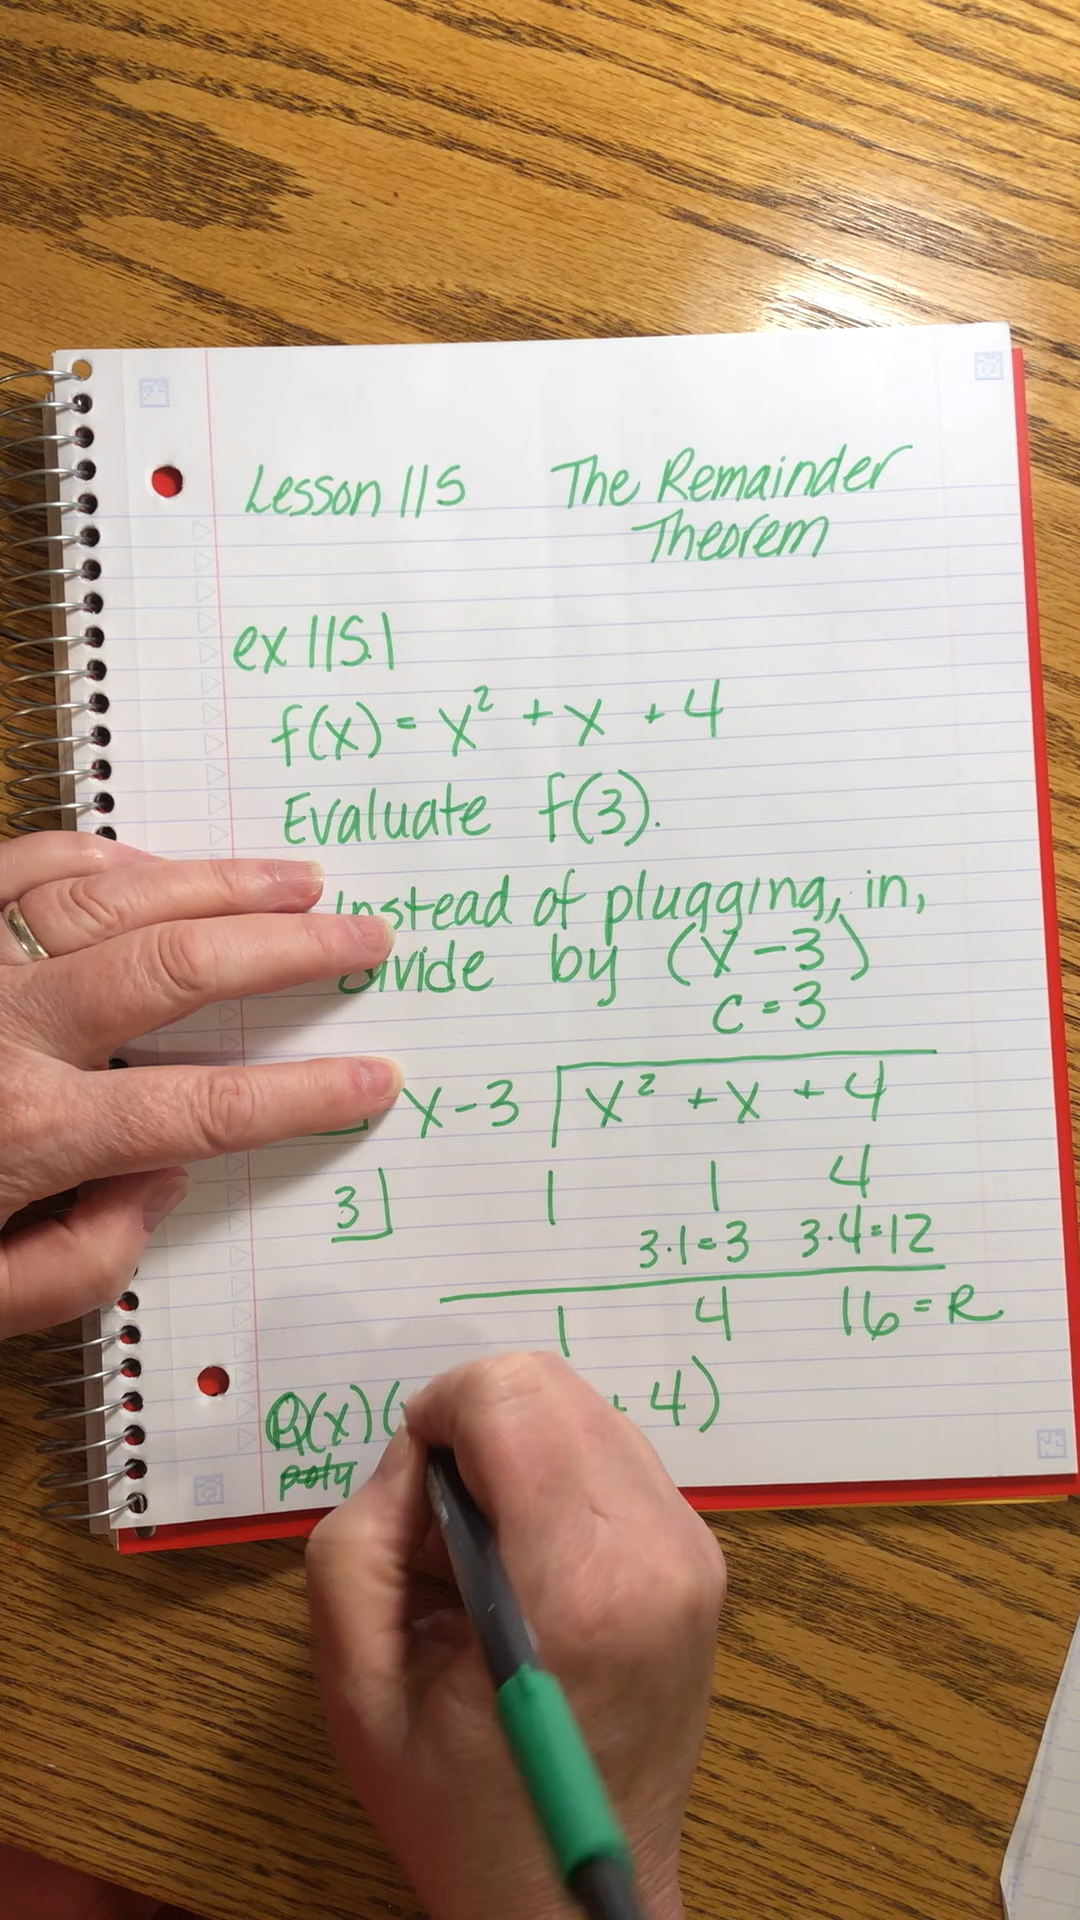 Lesson 115 The Remainder
Theorem
ex 115.1
f(x) = x² + x + 4
Evaluate f(3).
Instead of plugging, in,
divide by (x - 3)
c = 3
x - 3 x² + x + 4
3 1 1 4
3·1=3 3·4=12
1 4 16 = R
Q(x)( + 4)
poly